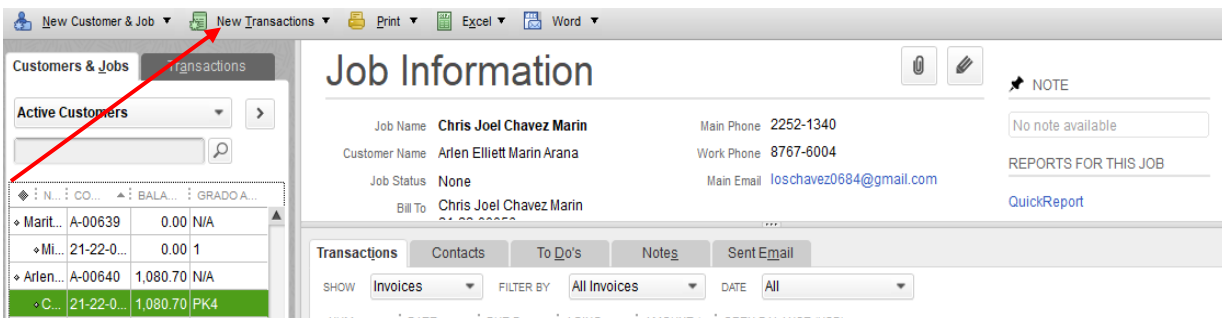 New Customer & Job ▼ New Transactions ▼ Print ▼ Excel ▼ Word ▼
Customers & Jobs Transactions
Active Customers
N... CO... BALA... GRADO A...
Marit... A-00639 0.00 N/A
Mi... 21-22-0... 0.00 1
Arlen... A-00640 1,080.70 N/A
C... 21-22-0... 1,080.70 PK4
Job Information
Job Name Chris Joel Chavez Marin
Customer Name Arlen Elliett Marin Arana
Job Status None
Bill To Chris Joel Chavez Marin
Main Phone 2252-1340
Work Phone 8767-6004
Main Email loschavez0684@gmail.com
NOTE
No note available
REPORTS FOR THIS JOB
QuickReport
Transactions Contacts To Do's Notes Sent Email
SHOW Invoices FILTER BY All Invoices DATE All